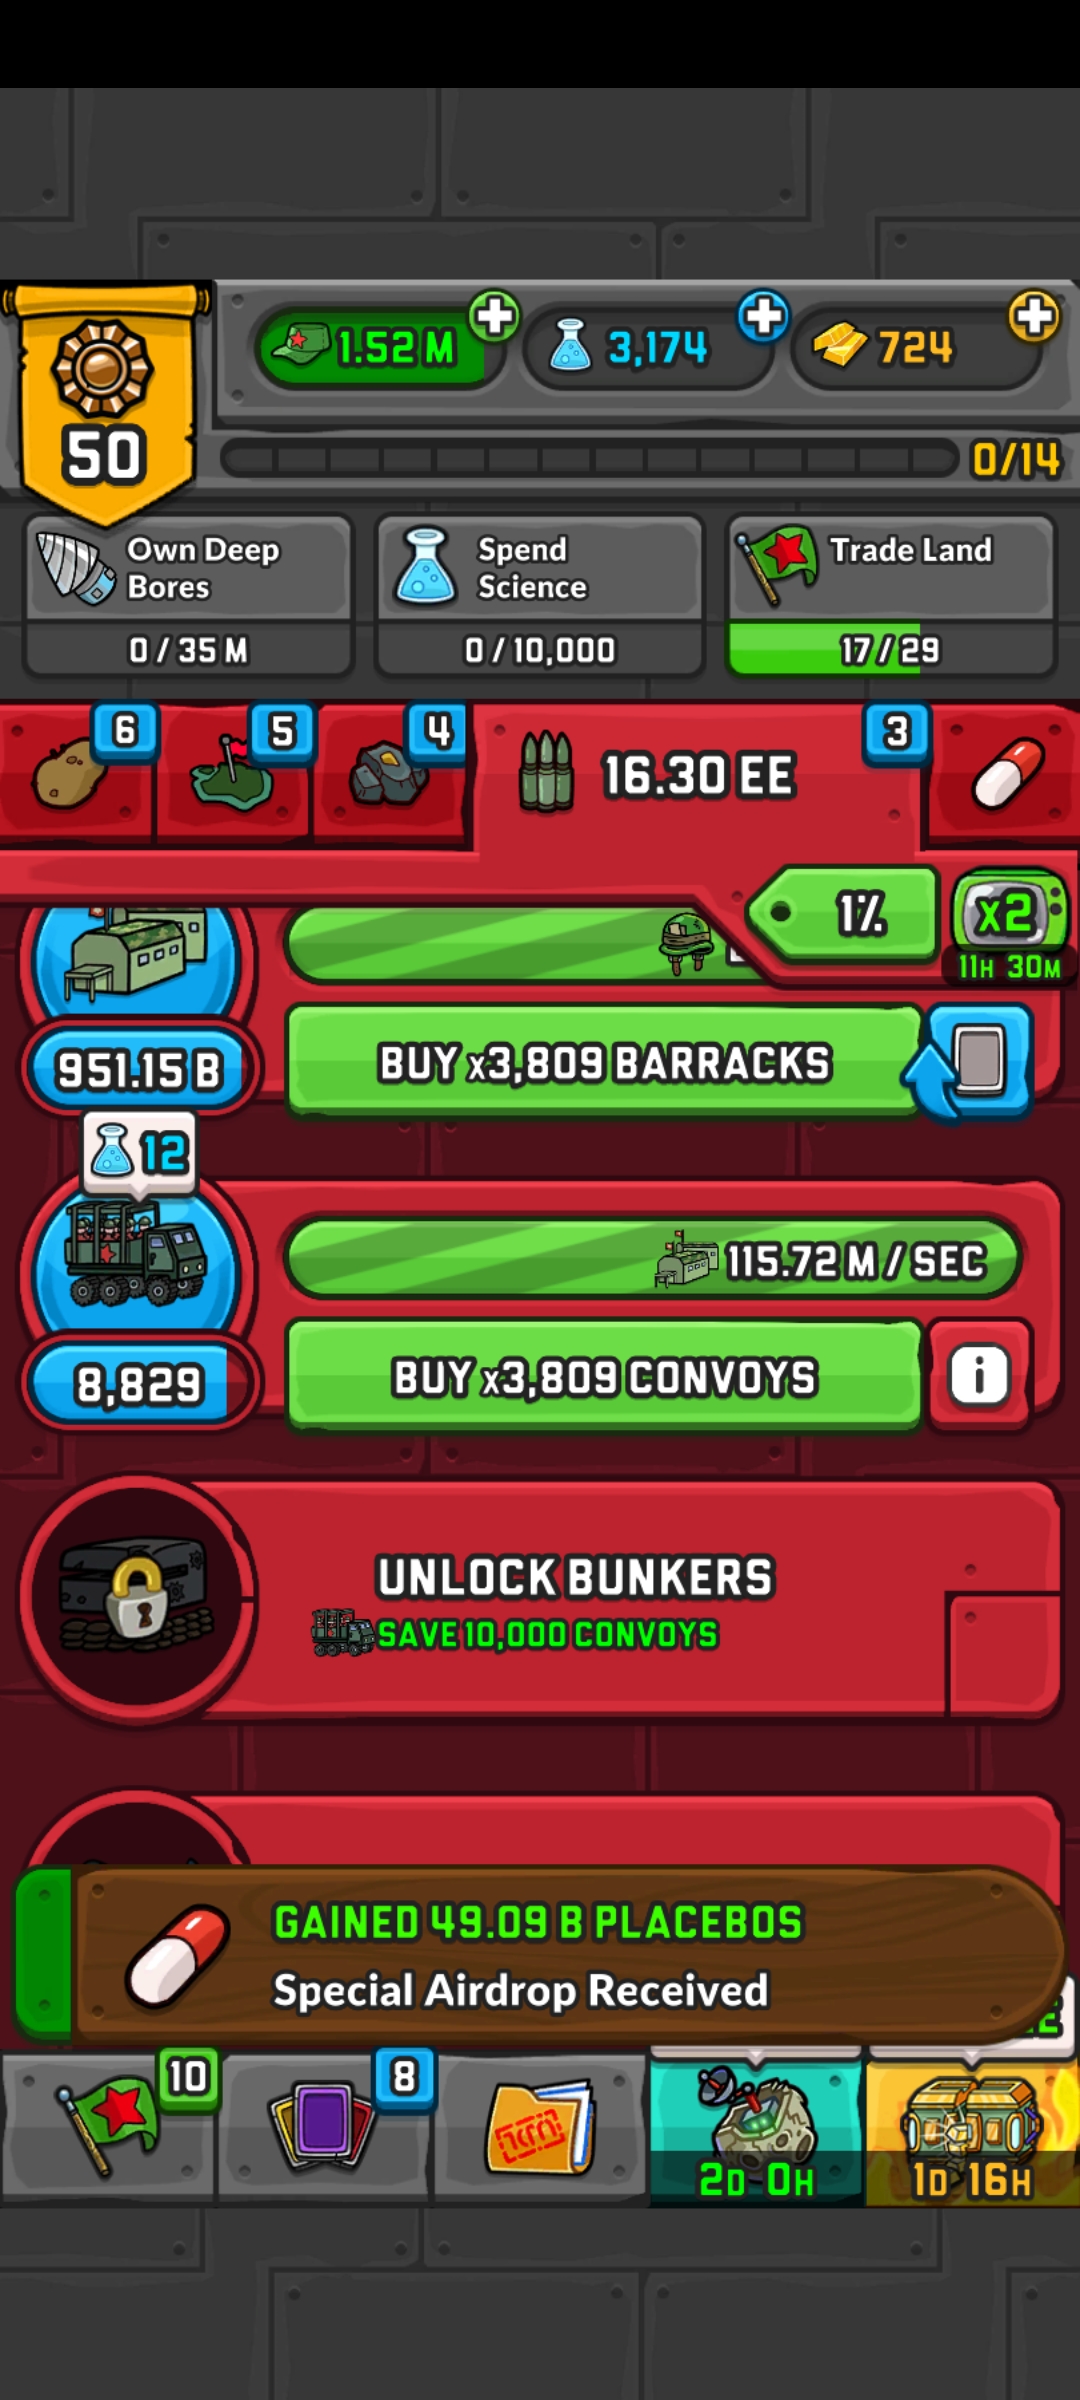 1.52 M
3,174
724
50
0/14
Own Deep
Bores
0 / 35 M
Spend
Science
0 / 10,000
Trade Land
17 / 29
6
5
4
16.30 EE
3
1%
x2
11H 30M
951.15 B
BUY x3,809 BARRACKS
12
115.72 M / SEC
8,829
BUY x3,809 CONVOYS
i
UNLOCK BUNKERS
SAVE 10,000 CONVOYS
GAINED 49.09 B PLACEBOS
Special Airdrop Received
10
8
2D 0H
1D 16H